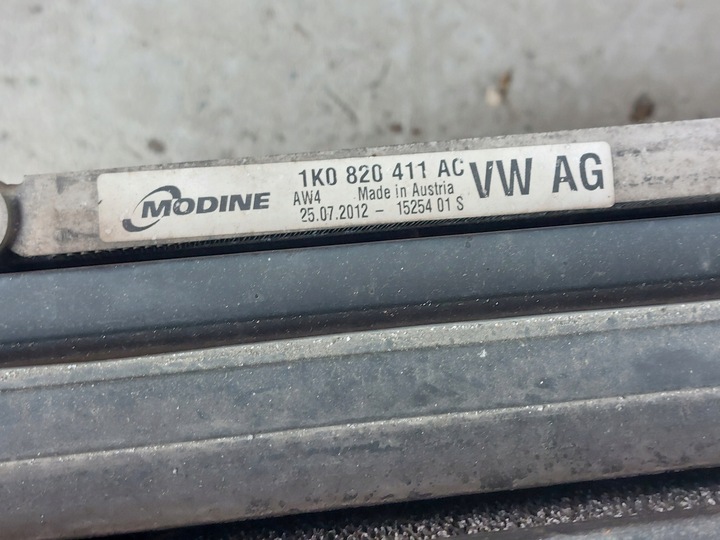 MODINE
1K0 820 411 AC
AW4 Made in Austria
25.07.2012 - 15254 01 S
VW AG